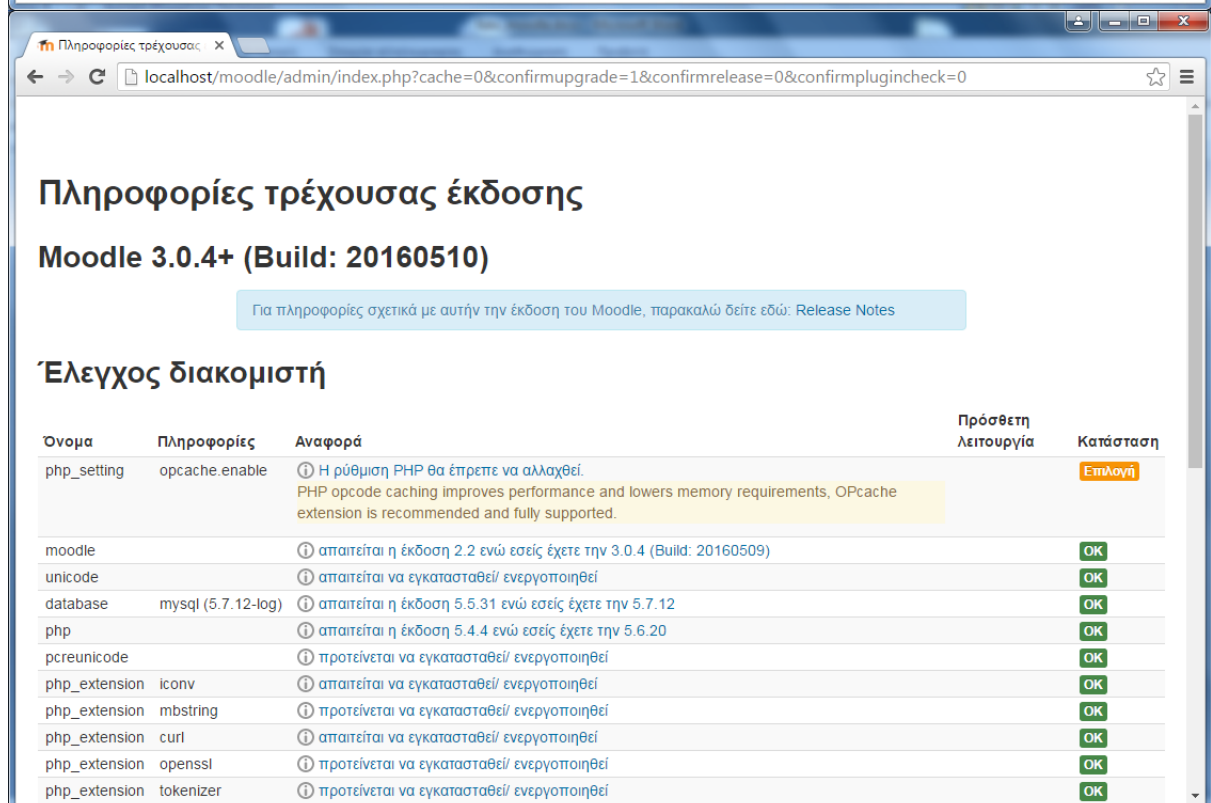 Πληροφορίες τρέχουσας
localhost/moodle/admin/index.php?cache=0&confirmupgrade=1&confirmrelease=0&confirmplugincheck=0
Πληροφορίες τρέχουσας έκδοσης
Moodle 3.0.4+ (Build: 20160510)
Για πληροφορίες σχετικά με αυτήν την έκδοση του Moodle, παρακαλώ δείτε εδώ: Release Notes
Έλεγχος διακομιστή
Όνομα Πληροφορίες Αναφορά Πρόσθετη λειτουργία Κατάσταση
php_setting opcache.enable Η ρύθμιση PHP θα έπρεπε να αλλαχθεί. Επιλογή
PHP opcode caching improves performance and lowers memory requirements, OPcache
extension is recommended and fully supported.
moodle απαιτείται η έκδοση 2.2 ενώ εσείς έχετε την 3.0.4 (Build: 20160509) OK
unicode απαιτείται να εγκατασταθεί/ ενεργοποιηθεί OK
database mysql (5.7.12-log) απαιτείται η έκδοση 5.5.31 ενώ εσείς έχετε την 5.7.12 OK
php απαιτείται η έκδοση 5.4.4 ενώ εσείς έχετε την 5.6.20 OK
pcreunicode προτείνεται να εγκατασταθεί/ ενεργοποιηθεί OK
php_extension iconv απαιτείται να εγκατασταθεί/ ενεργοποιηθεί OK
php_extension mbstring προτείνεται να εγκατασταθεί/ ενεργοποιηθεί OK
php_extension curl απαιτείται να εγκατασταθεί/ ενεργοποιηθεί OK
php_extension openssl προτείνεται να εγκατασταθεί/ ενεργοποιηθεί OK
php_extension tokenizer προτείνεται να εγκατασταθεί/ ενεργοποιηθεί OK